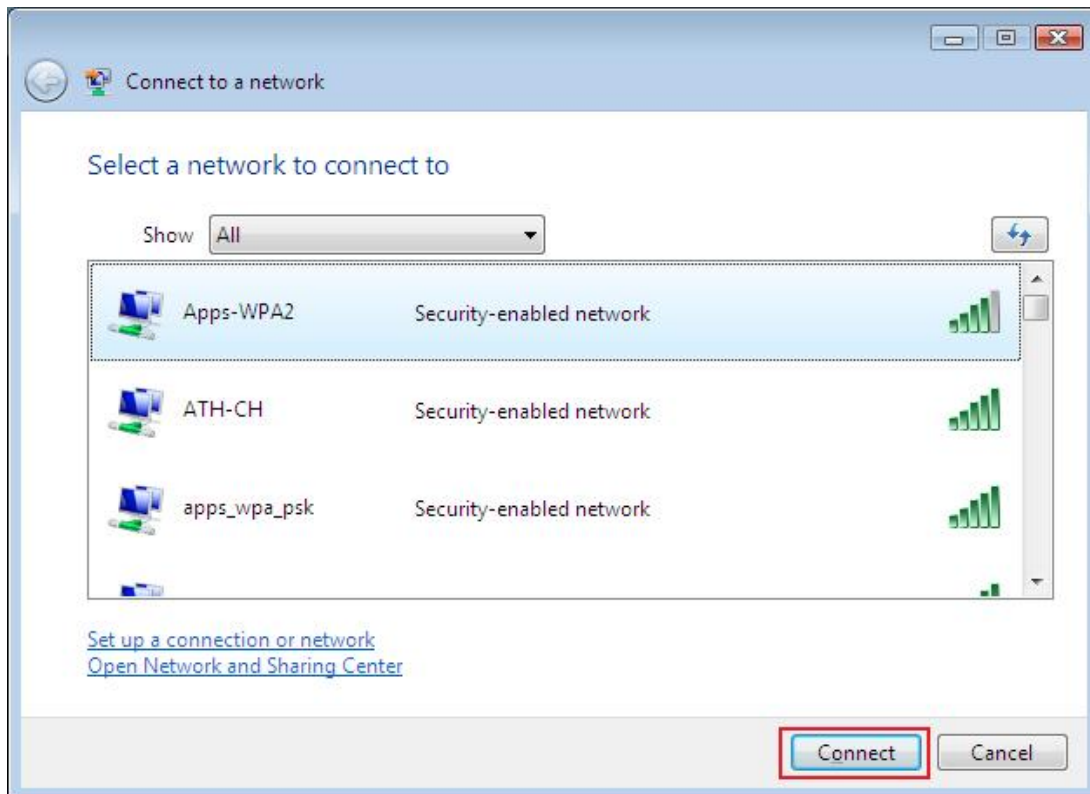 Connect to a network
Select a network to connect to
Show All
Apps-WPA2 Security-enabled network
ATH-CH Security-enabled network
apps_wpa_psk Security-enabled network
Set up a connection or network
Open Network and Sharing Center
Connect Cancel